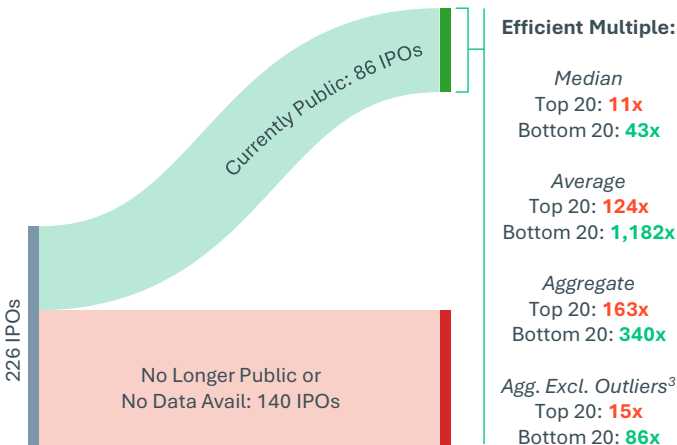 Currently Public: 86 IPOs
226 IPOs
No Longer Public or
No Data Avail: 140 IPOs
Efficient Multiple:
Median
Top 20: 11x
Bottom 20: 43x
Average
Top 20: 124x
Bottom 20: 1,182x
Aggregate
Top 20: 163x
Bottom 20: 340x
Agg. Excl. Outliers³
Top 20: 15x
Bottom 20: 86x